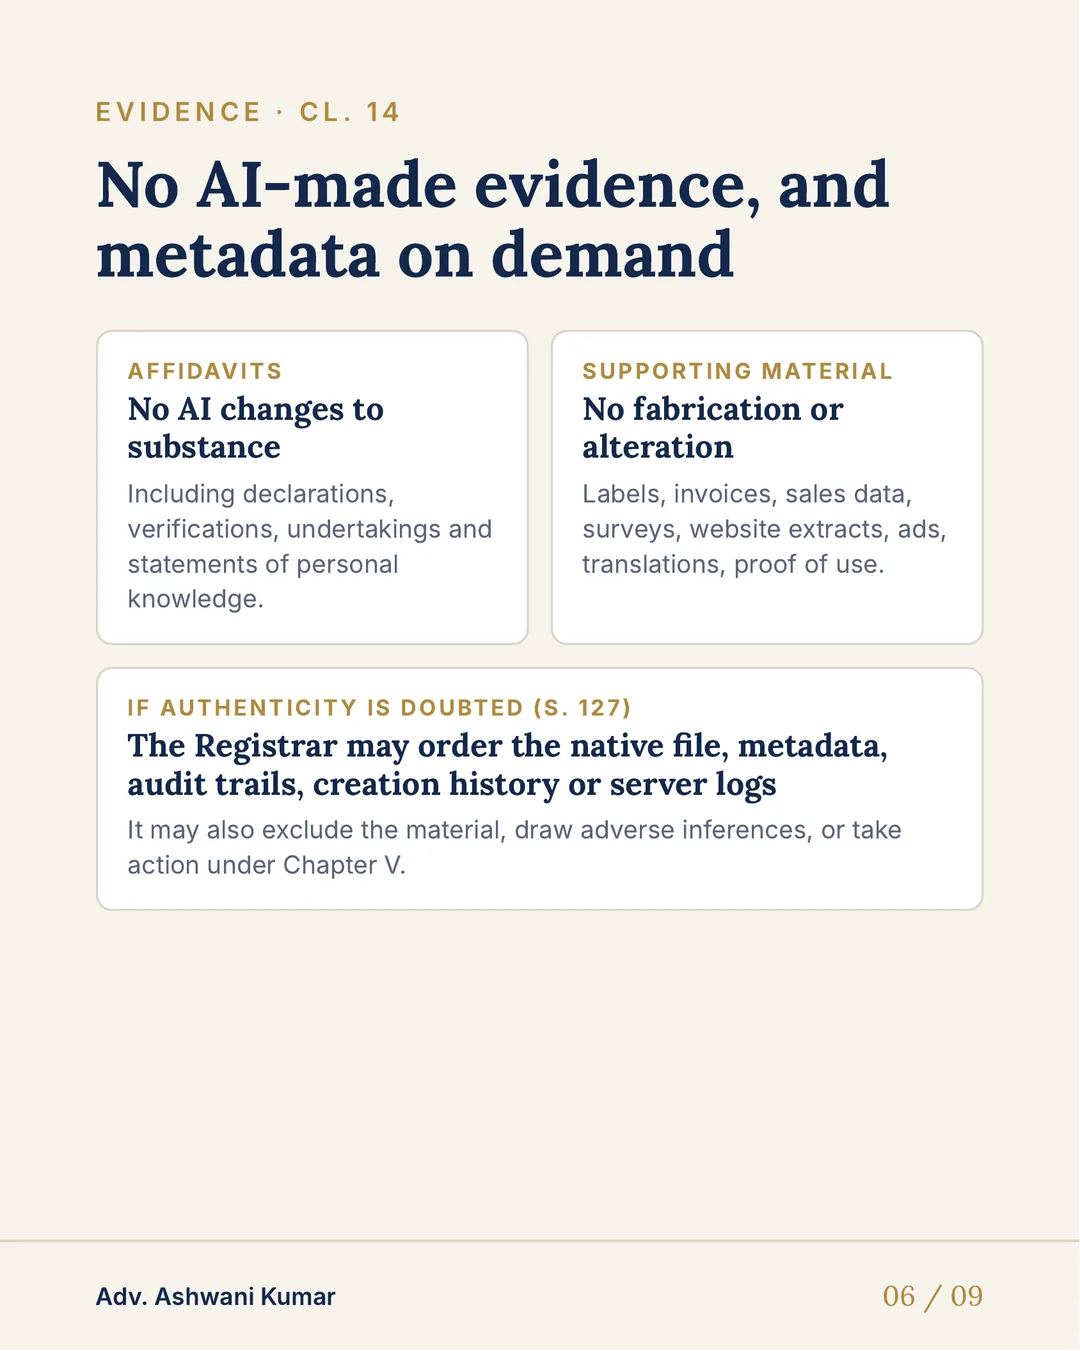 EVIDENCE · CL. 14
No AI-made evidence, and
metadata on demand
AFFIDAVITS
No AI changes to
substance
Including declarations,
verifications, undertakings and
statements of personal
knowledge.
SUPPORTING MATERIAL
No fabrication or
alteration
Labels, invoices, sales data,
surveys, website extracts, ads,
translations, proof of use.
IF AUTHENTICITY IS DOUBTED (S. 127)
The Registrar may order the native file, metadata,
audit trails, creation history or server logs
It may also exclude the material, draw adverse inferences, or take
action under Chapter V.
Adv. Ashwani Kumar
06 / 09